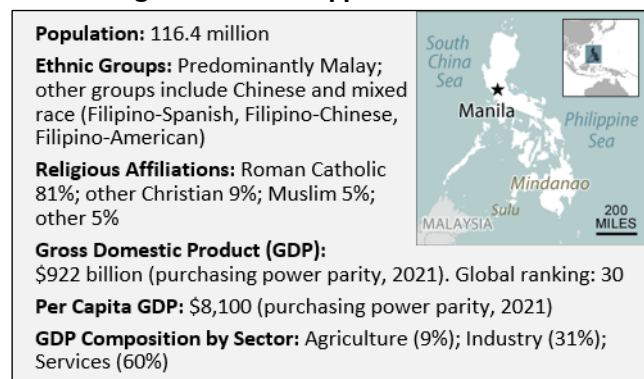 Population: 116.4 million
Ethnic Groups: Predominantly Malay;
other groups include Chinese and mixed
race (Filipino-Spanish, Filipino-Chinese,
Filipino-American)
Religious Affiliations: Roman Catholic
81%; other Christian 9%; Muslim 5%;
other 5%
Gross Domestic Product (GDP):
$922 billion (purchasing power parity, 2021). Global ranking: 30
Per Capita GDP: $8,100 (purchasing power parity, 2021)
GDP Composition by Sector: Agriculture (9%); Industry (31%);
Services (60%)
South
China
Sea
Manila
Philippine
Sea
Mindanao
Sulu
MALAYSIA
200
MILES